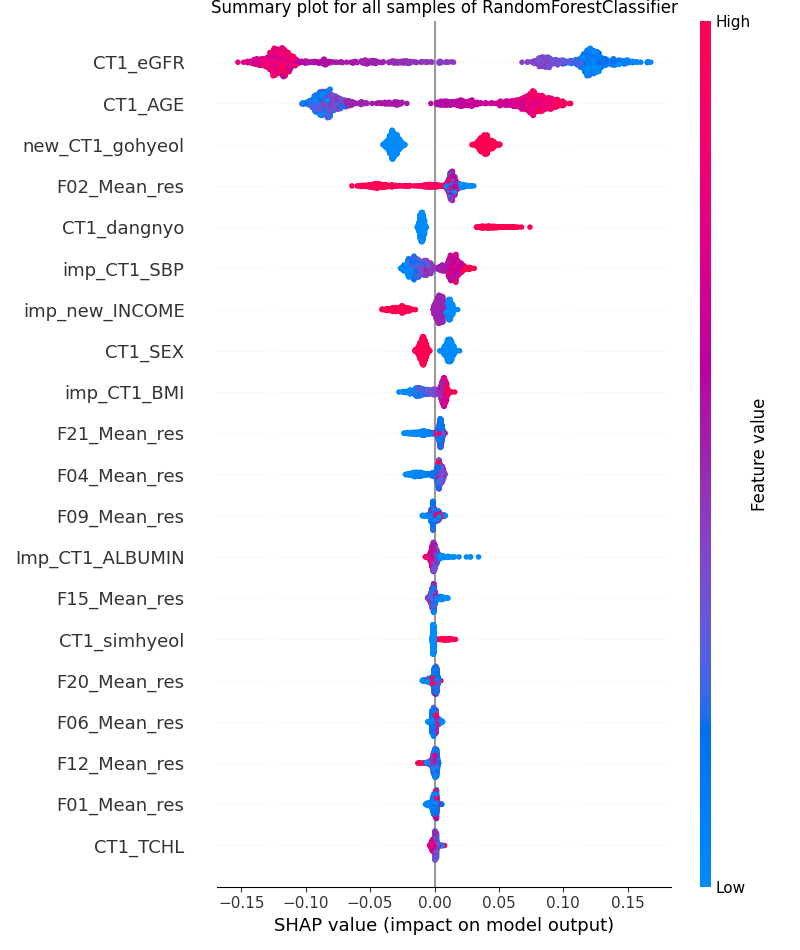 Summary plot for all samples of RandomForestClassifier
High
CT1_eGFR
CT1_AGE
new_CT1_gohyeol
F02_Mean_res
CT1_dangnyo
imp_CT1_SBP
imp_new_INCOME
CT1_SEX
imp_CT1_BMI
F21_Mean_res
F04_Mean_res
F09_Mean_res
Imp_CT1_ALBUMIN
F15_Mean_res
CT1_simhyeol
F20_Mean_res
F06_Mean_res
F12_Mean_res
F01_Mean_res
CT1_TCHL
Feature value
Low
−0.15 −0.10 −0.05 0.00 0.05 0.10 0.15
SHAP value (impact on model output)